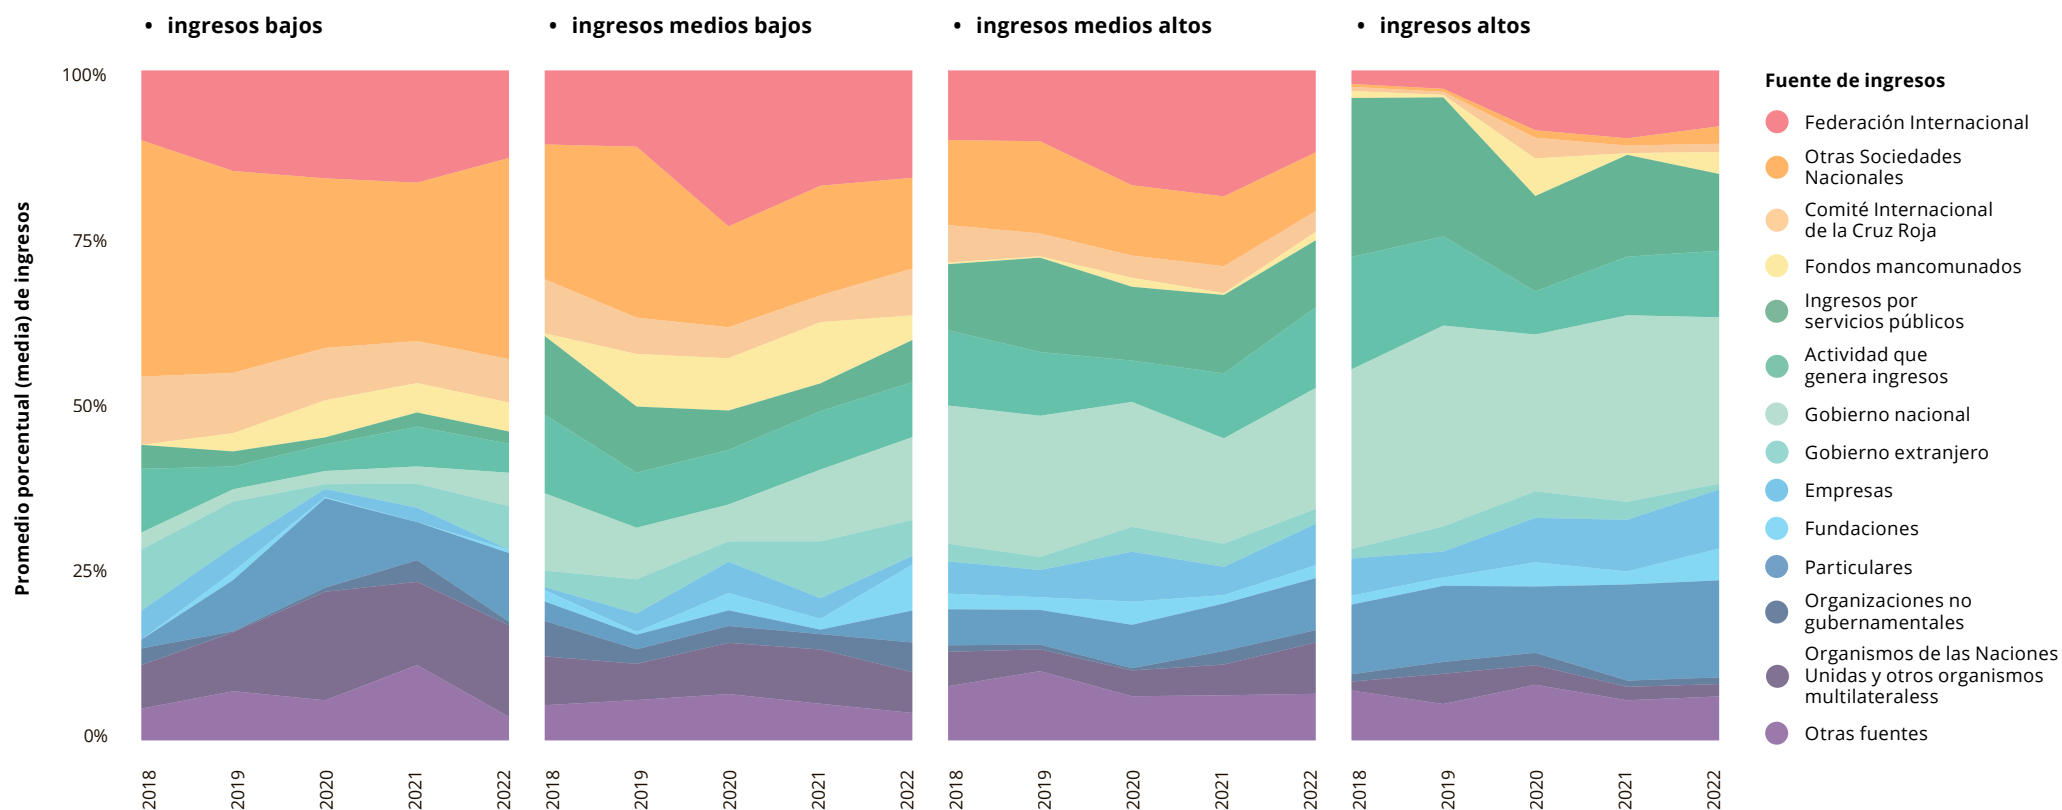 • ingresos bajos
• ingresos medios bajos
• ingresos medios altos
• ingresos altos
Promedio porcentual (media) de ingresos
100%
75%
50%
25%
0%
2018
2019
2020
2021
2022
2018
2019
2020
2021
2022
2018
2019
2020
2021
2022
2018
2019
2020
2021
2022
Fuente de ingresos
Federación Internacional
Otras Sociedades
Nacionales
Comité Internacional
de la Cruz Roja
Fondos mancomunados
Ingresos por
servicios públicos
Actividad que
genera ingresos
Gobierno nacional
Gobierno extranjero
Empresas
Fundaciones
Particulares
Organizaciones no
gubernamentales
Organismos de las Naciones
Unidas y otros organismos
multilateraless
Otras fuentes